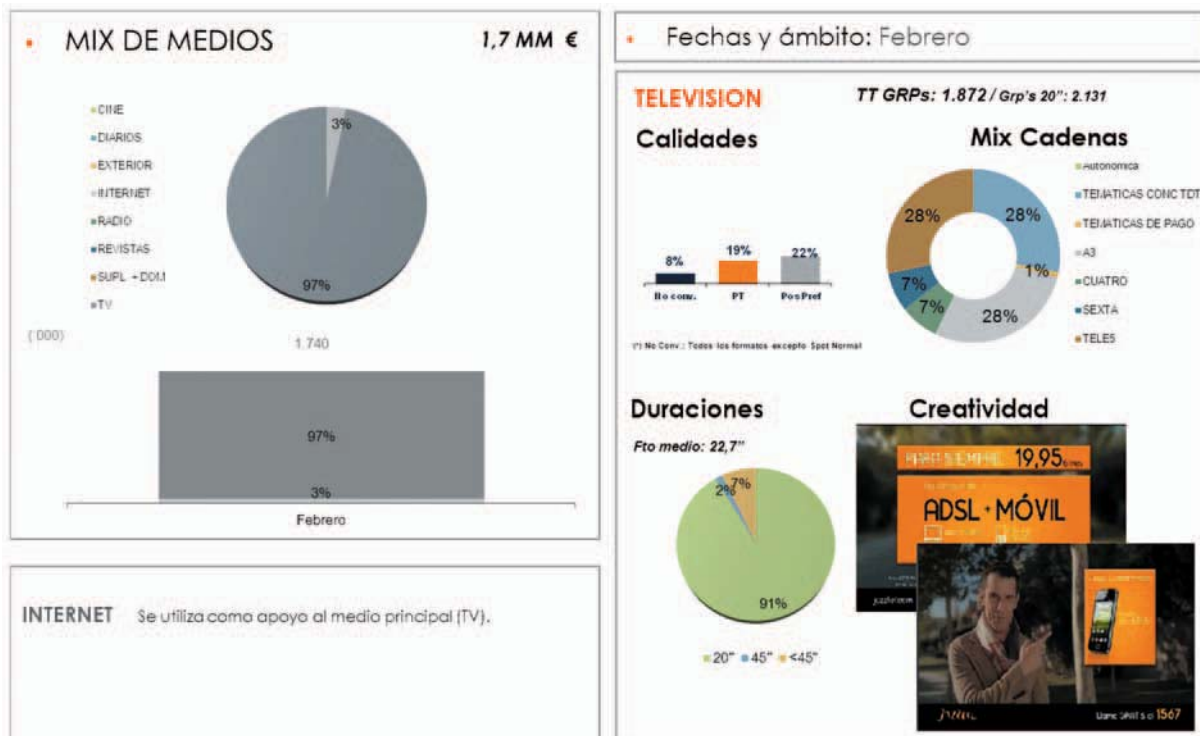 MIX DE MEDIOS
1,7 MM €
CINE
DIARIOS
EXTERIOR
INTERNET
RADIO
REVISTAS
SUPL + DOM
TV
3%
97%
(´000)
1.740
97%
3%
Febrero
INTERNET Se utiliza como apoyo al medio principal (TV).
Fechas y ámbito: Febrero
TELEVISION
TT GRPs: 1.872 / Grp's 20": 2.131
Calidades
8%
19%
22%
No conv.
PT
Pos Pref
(*) No Conv.: Todos los formatos excepto Spot Normal
Mix Cadenas
28%
28%
1%
7%
7%
28%
Autonomica
TEMATICAS CONC TDT
TEMATICAS DE PAGO
A3
CUATRO
SEXTA
TELE5
Duraciones
Fto medio: 22,7"
2%
7%
91%
20" 45" <45"
Creatividad
PARA SIEMPRE 19,95
ADSL + MÓVIL
jazztel.com
jazztel
1567